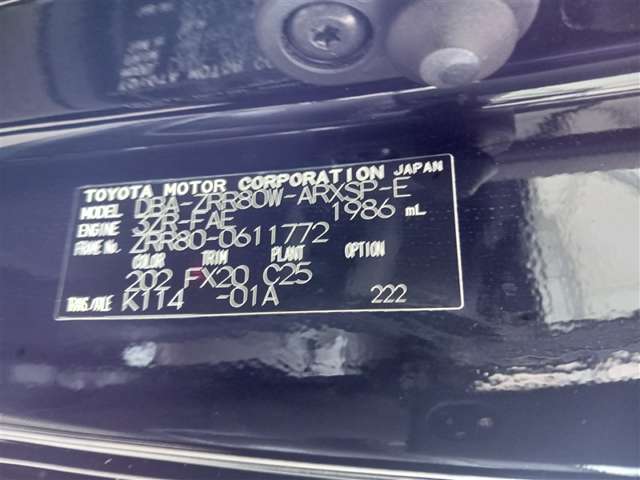 TOYOTA MOTOR CORPORATION JAPAN
MODEL DBA-ZRR80W-ARXSP-E
ENGINE 3ZR-FAE 1986 mL
FRAME No. ZRR80-0611772
COLOR TRIM PLANT OPTION
202 FX20 C25
TRANS./AXLE K114 -01A 222